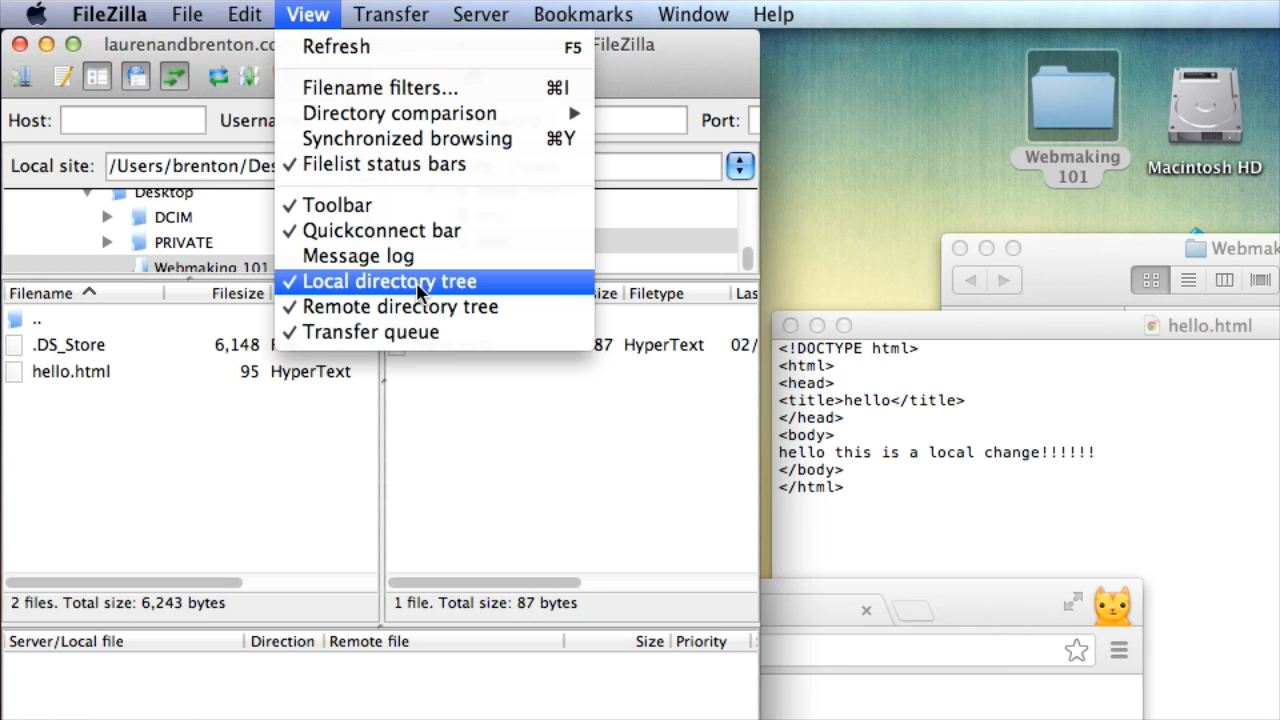 FileZilla File Edit View Transfer Server Bookmarks Window Help
laurenandbrenton.co FileZilla
Refresh F5
Filename filters... ⌘I
Directory comparison
Synchronized browsing ⌘Y
✓ Filelist status bars
✓ Toolbar
✓ Quickconnect bar
Message log
✓ Local directory tree
✓ Remote directory tree
✓ Transfer queue
Host: Userna Port:
Local site: /Users/brenton/Des
Desktop
DCIM
PRIVATE
Webmaking 101
Filename Filesize
..
.DS_Store 6,148
hello.html 95 HyperText
2 files. Total size: 6,243 bytes
size Filetype Las
87 HyperText 02/
1 file. Total size: 87 bytes
Server/Local file Direction Remote file Size Priority
Webmaking
101
Macintosh HD
Webmak
hello.html
<!DOCTYPE html>
<html>
<head>
<title>hello</title>
</head>
<body>
hello this is a local change!!!!!!
</body>
</html>